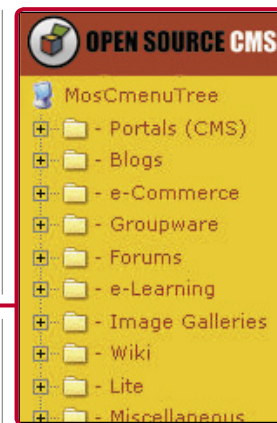 OPEN SOURCE CMS
MosCmenuTree
- Portals (CMS)
- Blogs
- e-Commerce
- Groupware
- Forums
- e-Learning
- Image Galleries
- Wiki
- Lite
- Miscellaneous